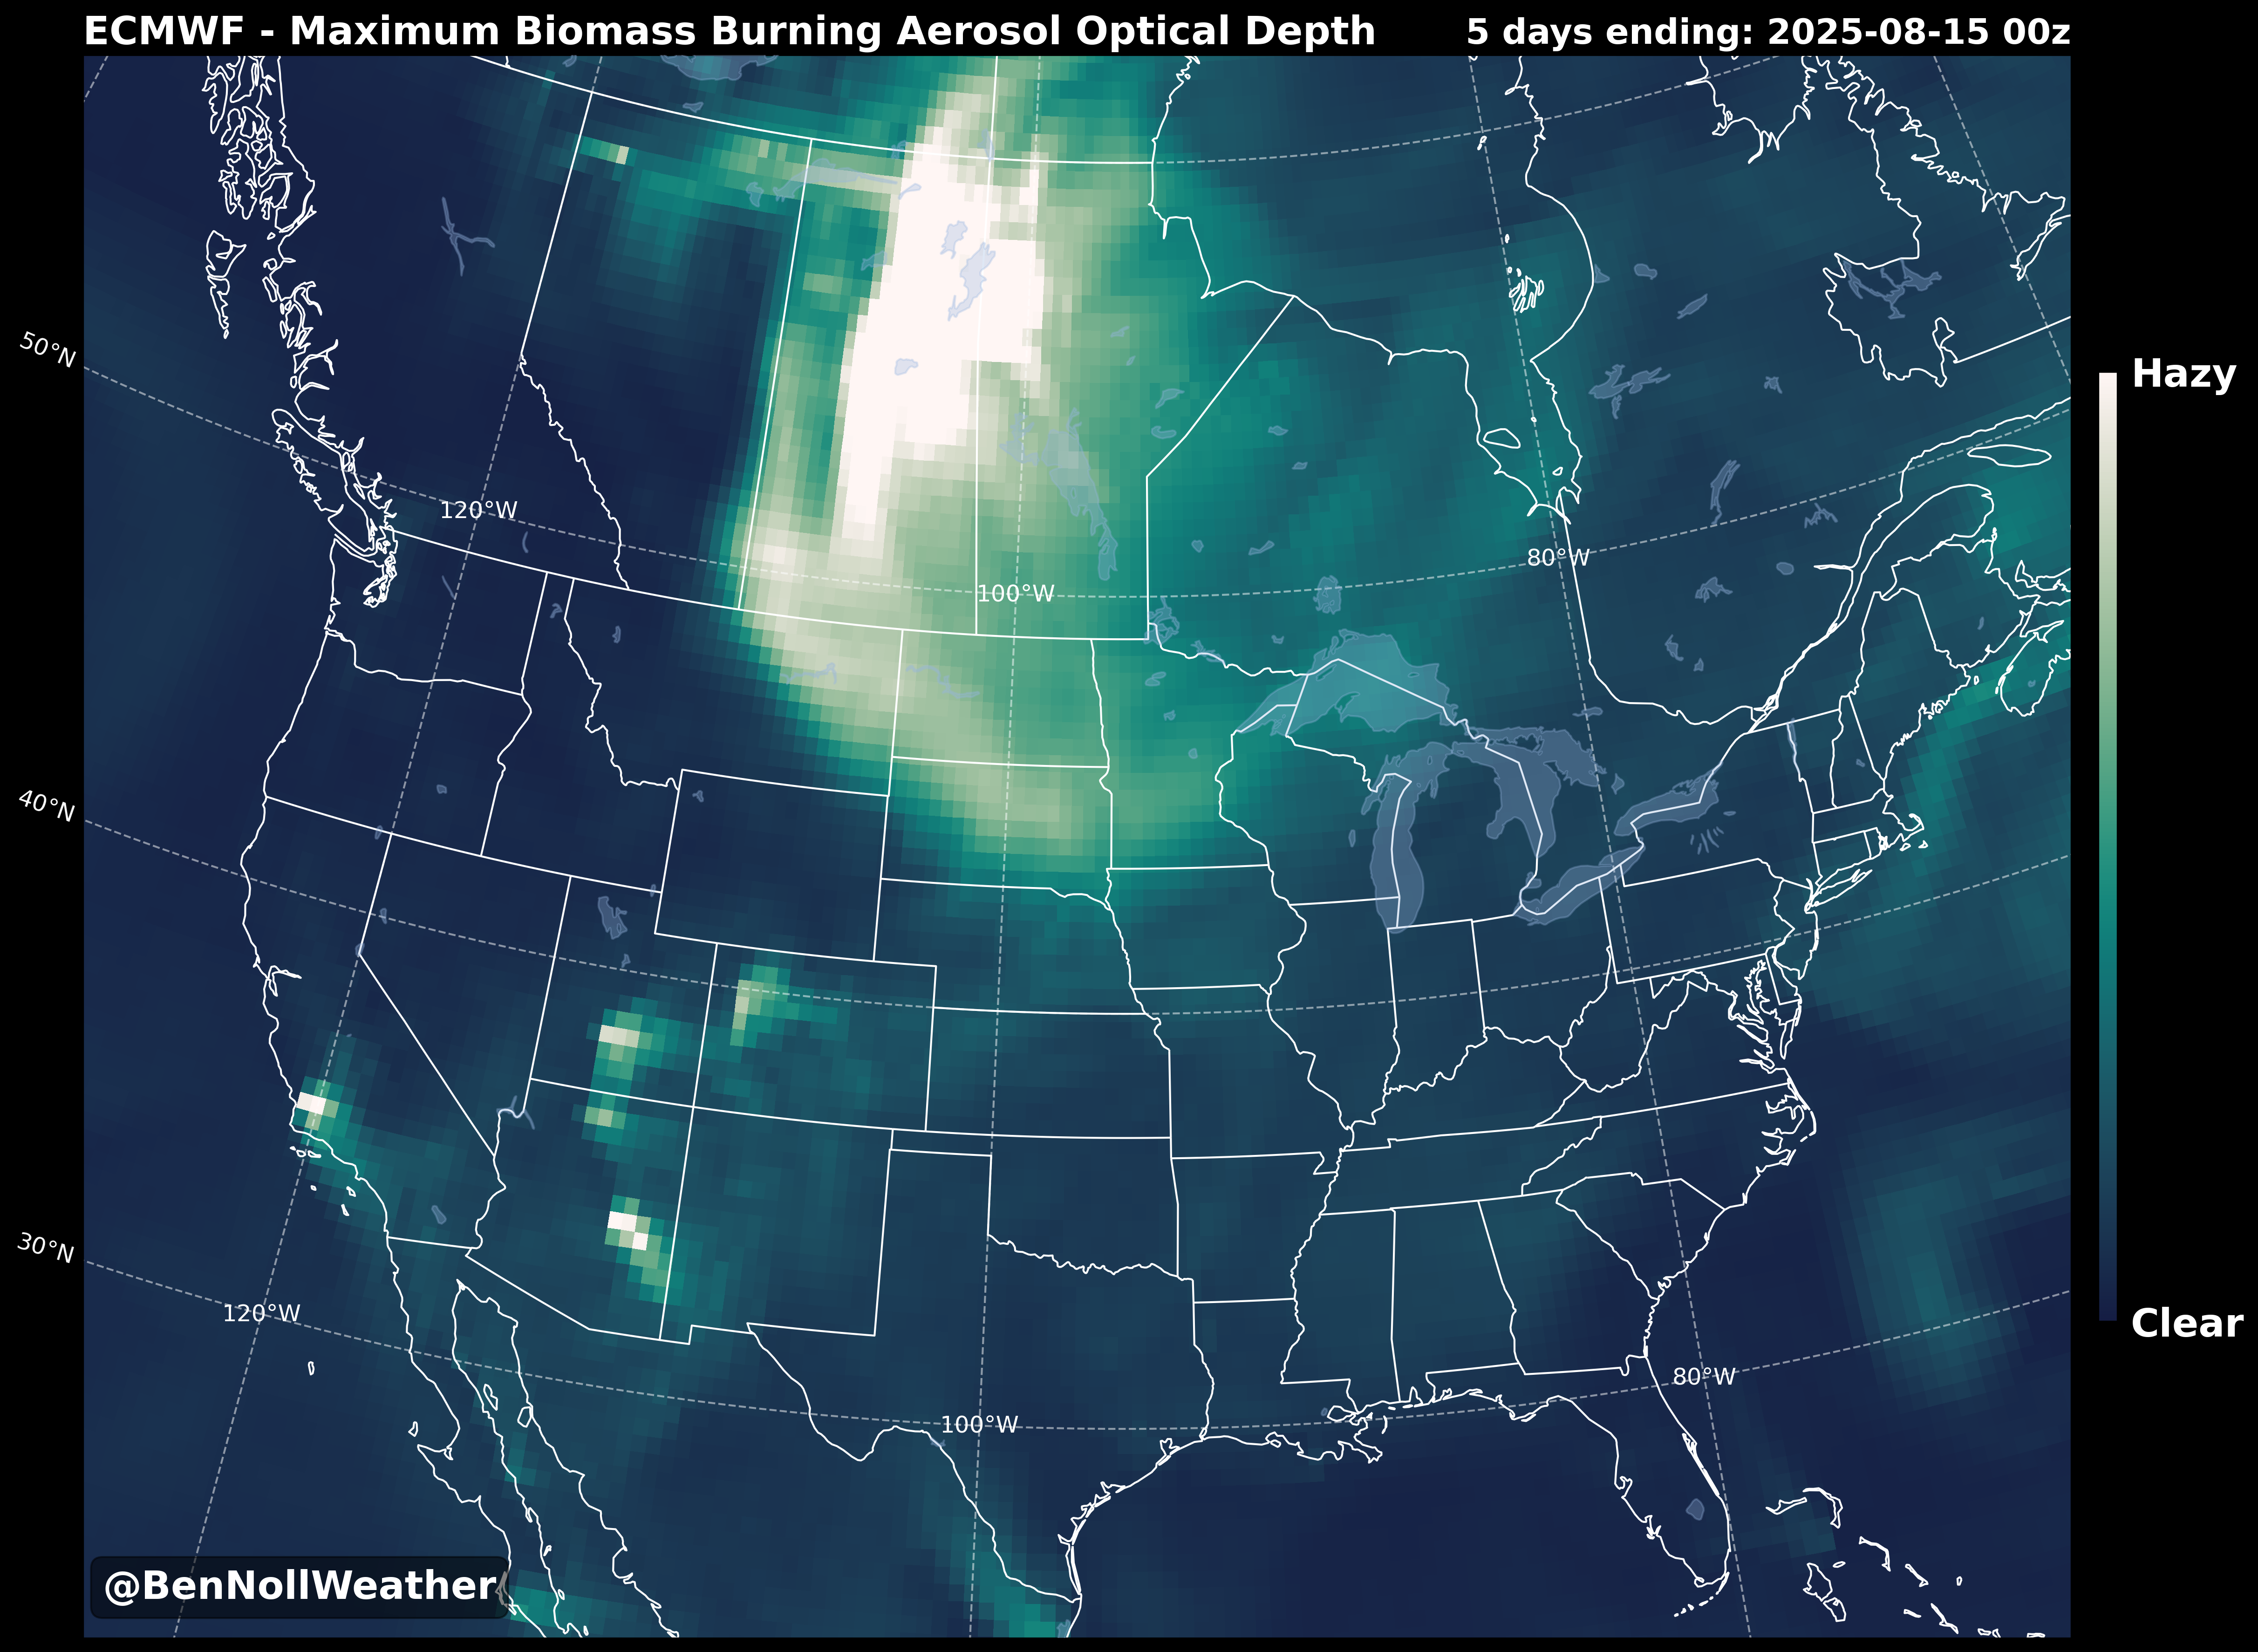 ECMWF - Maximum Biomass Burning Aerosol Optical Depth
5 days ending: 2025-08-15 00z
50°N
Hazy
120°W
80°W
100°W
40°N
30°N
120°W
Clear
80°W
100°W
@BenNollWeather